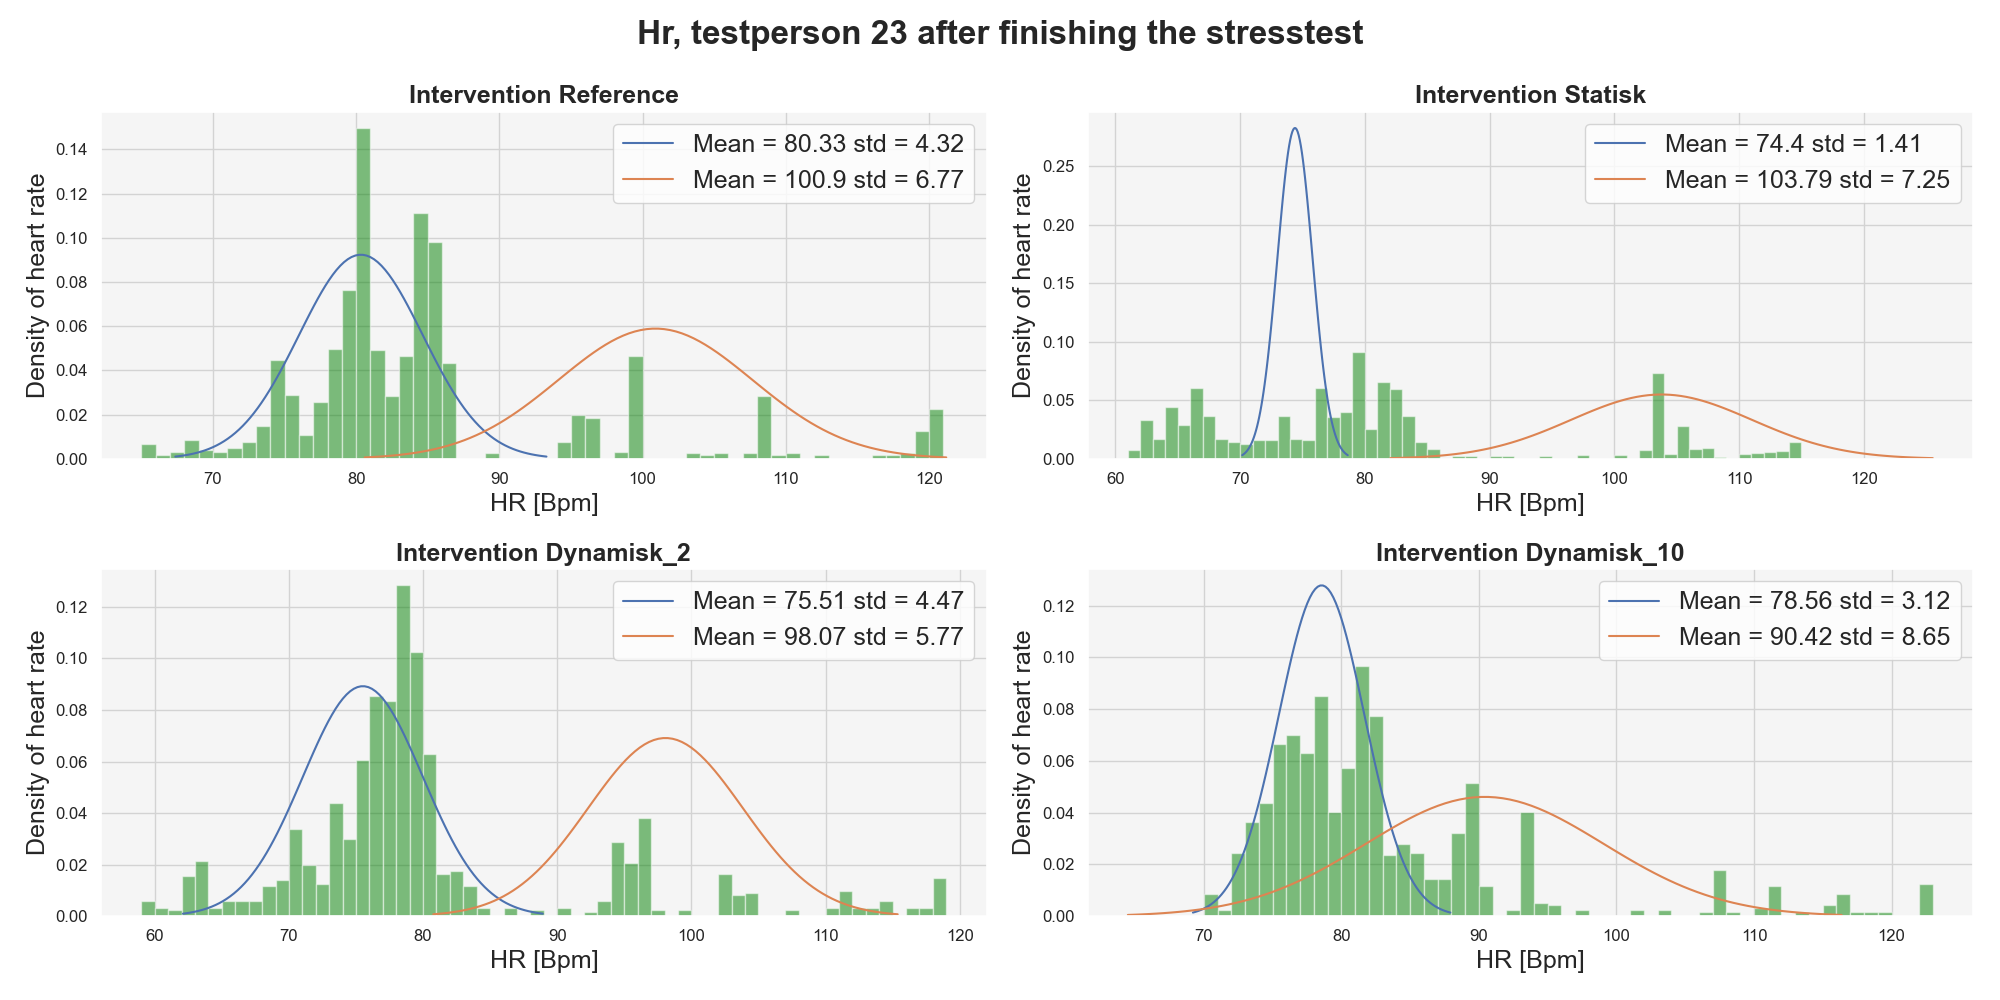 Hr, testperson 23 after finishing the stresstest
Intervention Reference
Mean = 80.33 std = 4.32
Mean = 100.9 std = 6.77
Density of heart rate
0.14
0.12
0.10
0.08
0.06
0.04
0.02
0.00
70 80 90 100 110 120
HR [Bpm]
Intervention Statisk
Mean = 74.4 std = 1.41
Mean = 103.79 std = 7.25
Density of heart rate
0.25
0.20
0.15
0.10
0.05
0.00
60 70 80 90 100 110 120
HR [Bpm]
Intervention Dynamisk_2
Mean = 75.51 std = 4.47
Mean = 98.07 std = 5.77
Density of heart rate
0.12
0.10
0.08
0.06
0.04
0.02
0.00
60 70 80 90 100 110 120
HR [Bpm]
Intervention Dynamisk_10
Mean = 78.56 std = 3.12
Mean = 90.42 std = 8.65
Density of heart rate
0.12
0.10
0.08
0.06
0.04
0.02
0.00
70 80 90 100 110 120
HR [Bpm]